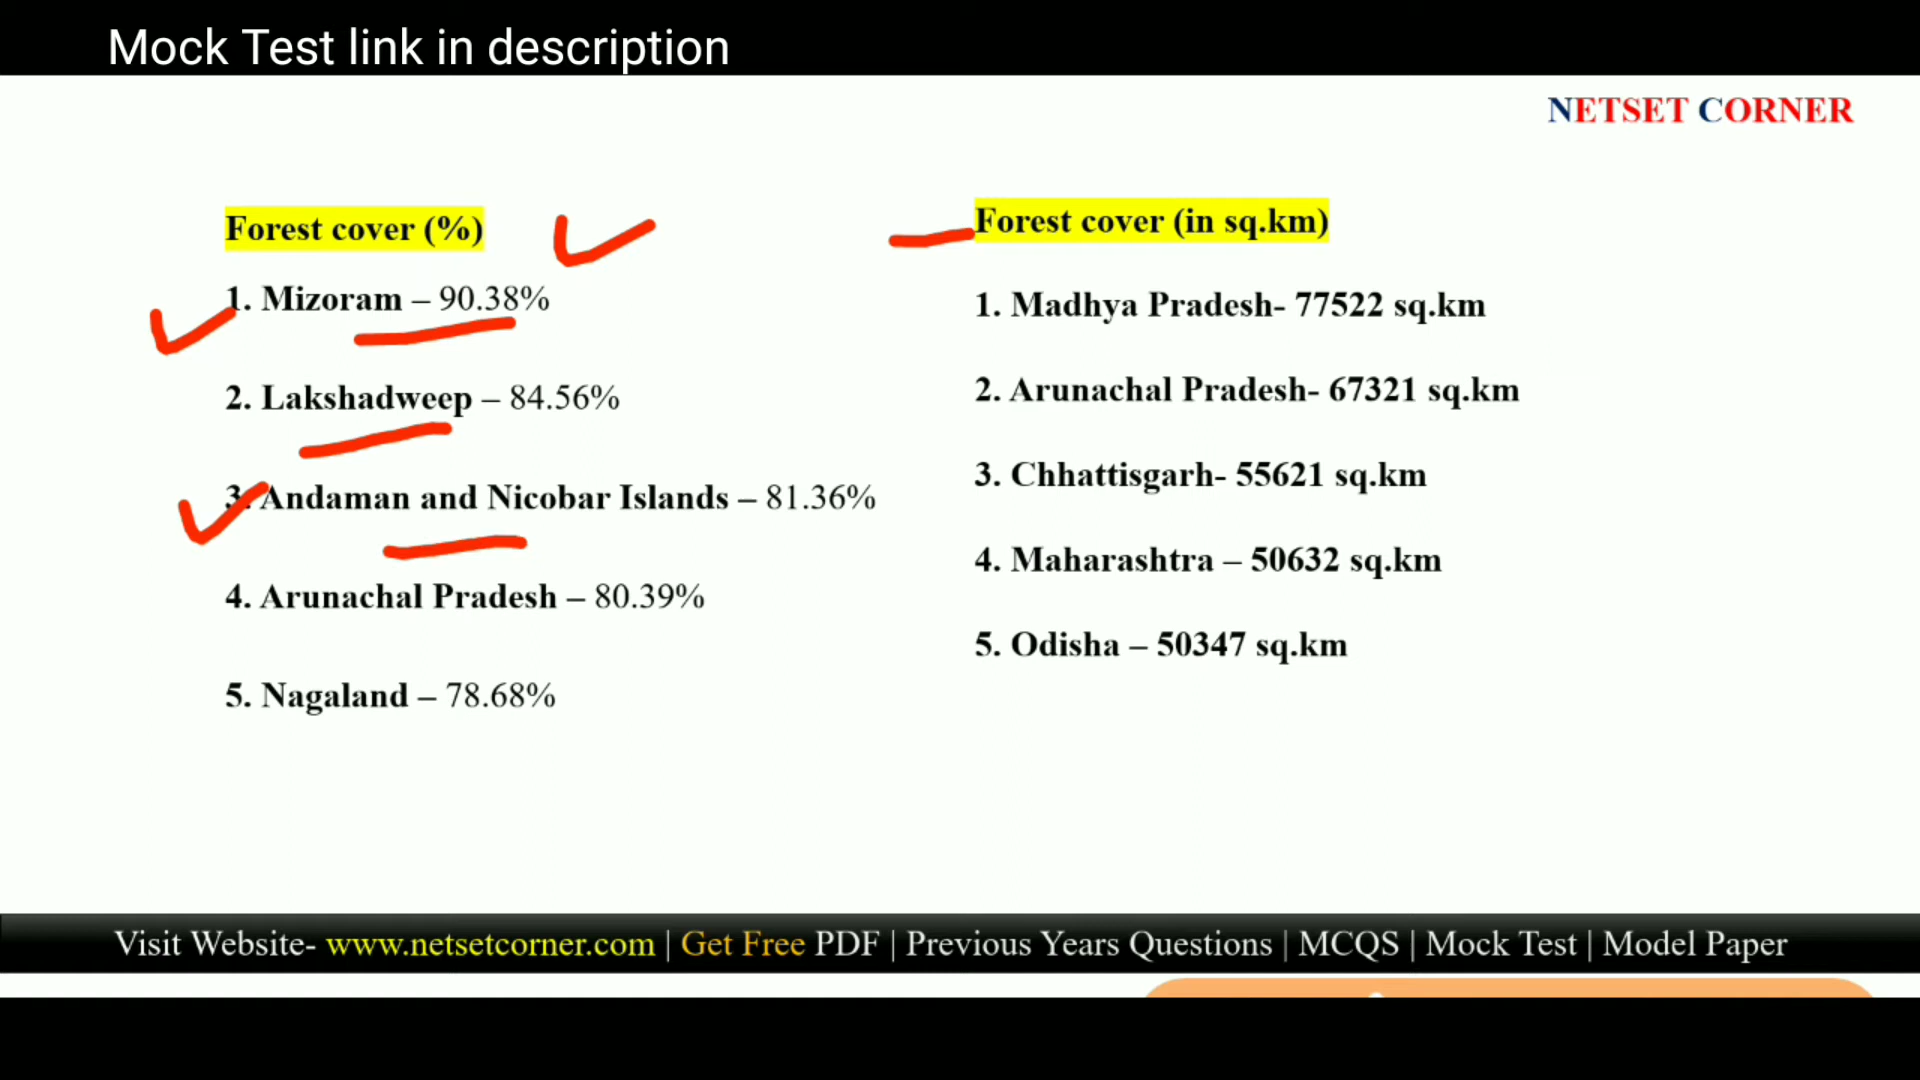 Mock Test link in description
NETSET CORNER
Forest cover (%)
1. Mizoram – 90.38%
2. Lakshadweep – 84.56%
3. Andaman and Nicobar Islands – 81.36%
4. Arunachal Pradesh – 80.39%
5. Nagaland – 78.68%
Forest cover (in sq.km)
1. Madhya Pradesh- 77522 sq.km
2. Arunachal Pradesh- 67321 sq.km
3. Chhattisgarh- 55621 sq.km
4. Maharashtra – 50632 sq.km
5. Odisha – 50347 sq.km
Visit Website- www.netsetcorner.com | Get Free PDF | Previous Years Questions | MCQS | Mock Test | Model Paper